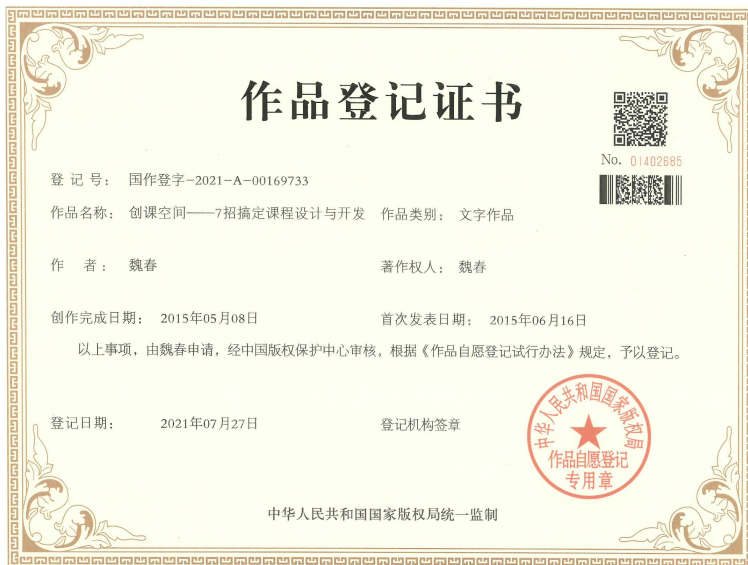 作品登记证书
No. 01402685
登 记 号： 国作登字-2021-A-00169733
作品名称： 创课空间——7招搞定课程设计与开发 作品类别： 文字作品
作 者： 魏春 著作权人： 魏春
创作完成日期： 2015年05月08日 首次发表日期： 2015年06月16日
以上事项，由魏春申请，经中国版权保护中心审核，根据《作品自愿登记试行办法》规定，予以登记。
登记日期： 2021年07月27日 登记机构签章
中华人民共和国国家版权局
作品自愿登记
专用章
中华人民共和国国家版权局统一监制